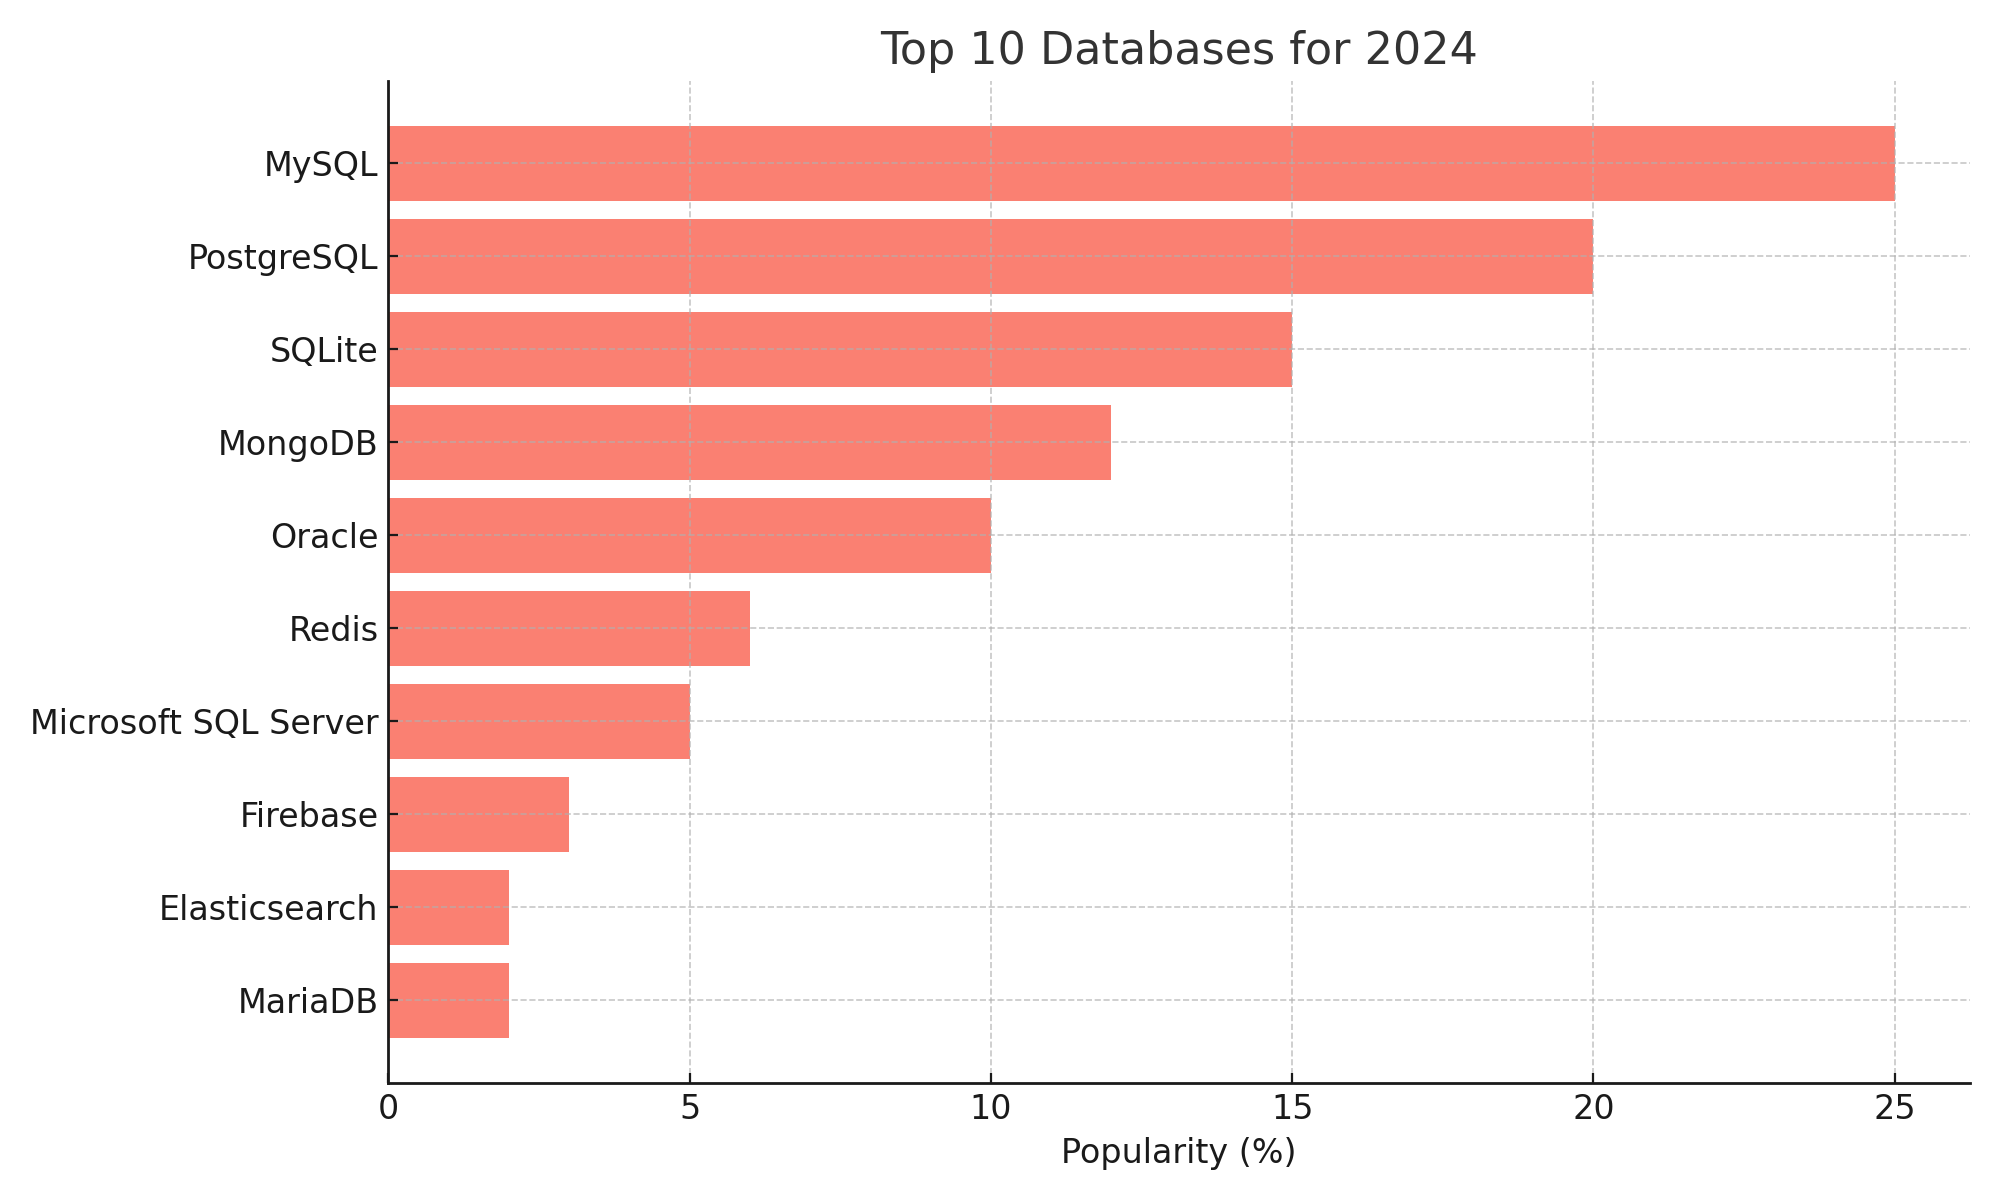 Top 10 Databases for 2024
MySQL
PostgreSQL
SQLite
MongoDB
Oracle
Redis
Microsoft SQL Server
Firebase
Elasticsearch
MariaDB
0 5 10 15 20 25
Popularity (%)